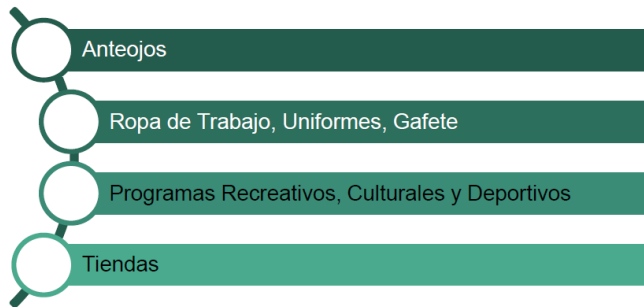 Anteojos
Ropa de Trabajo, Uniformes, Gafete
Programas Recreativos, Culturales y Deportivos
Tiendas